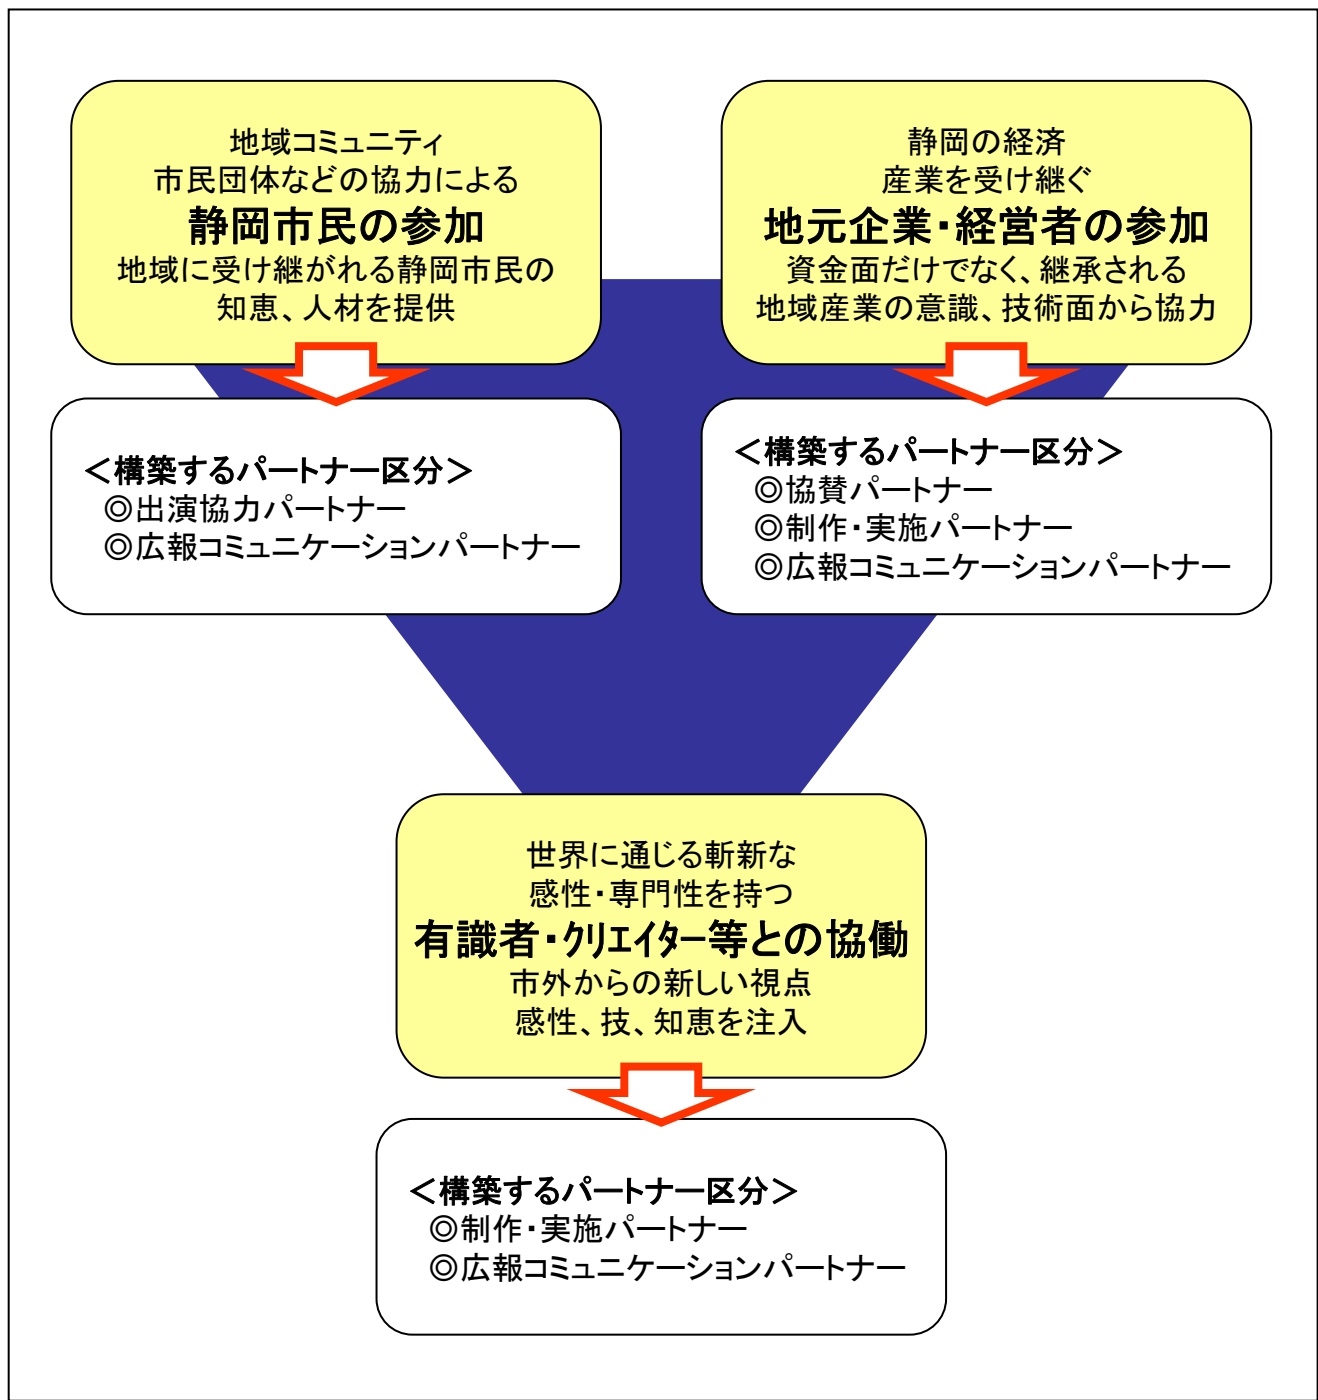 地域コミュニティ
市民団体などの協力による
静岡市民の参加
地域に受け継がれる静岡市民の
知恵、人材を提供
＜構築するパートナー区分＞
◎出演協力パートナー
◎広報コミュニケーションパートナー
静岡の経済
産業を受け継ぐ
地元企業・経営者の参加
資金面だけでなく、継承される
地域産業の意識、技術面から協力
＜構築するパートナー区分＞
◎協賛パートナー
◎制作・実施パートナー
◎広報コミュニケーションパートナー
世界に通じる斬新な
感性・専門性を持つ
有識者・クリエイター等との協働
市外からの新しい視点
感性、技、知恵を注入
＜構築するパートナー区分＞
◎制作・実施パートナー
◎広報コミュニケーションパートナー